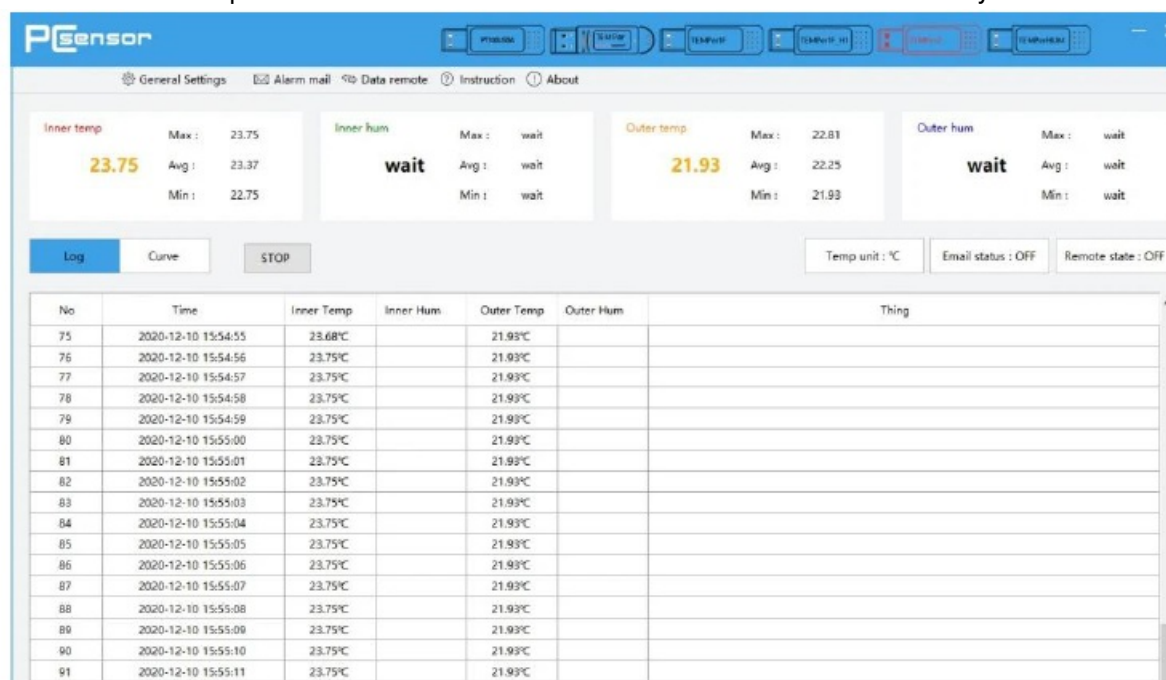 PCsensor
TEMPer1F TEMPer1F_H1 TEMPerHUM
General Settings Alarm mail Data remote Instruction About
Inner temp Inner hum Outer temp Outer hum
Max : 23.75 Max : wait Max : 22.81 Max : wait
23.75 Avg : 23.37 wait Avg : wait 21.93 Avg : 22.25 wait Avg : wait
Min : 22.75 Min : wait Min : 21.93 Min : wait
Log Curve STOP Temp unit : ℃ Email status : OFF Remote state : OFF
No Time Inner Temp Inner Hum Outer Temp Outer Hum Thing
75 2020-12-10 15:54:55 23.68℃ 21.93℃
76 2020-12-10 15:54:56 23.75℃ 21.93℃
77 2020-12-10 15:54:57 23.75℃ 21.93℃
78 2020-12-10 15:54:58 23.75℃ 21.93℃
79 2020-12-10 15:54:59 23.75℃ 21.93℃
80 2020-12-10 15:55:00 23.75℃ 21.93℃
81 2020-12-10 15:55:01 23.75℃ 21.93℃
82 2020-12-10 15:55:02 23.75℃ 21.93℃
83 2020-12-10 15:55:03 23.75℃ 21.93℃
84 2020-12-10 15:55:04 23.75℃ 21.93℃
85 2020-12-10 15:55:05 23.75℃ 21.93℃
86 2020-12-10 15:55:06 23.75℃ 21.93℃
87 2020-12-10 15:55:07 23.75℃ 21.93℃
88 2020-12-10 15:55:08 23.75℃ 21.93℃
89 2020-12-10 15:55:09 23.75℃ 21.93℃
90 2020-12-10 15:55:10 23.75℃ 21.93℃
91 2020-12-10 15:55:11 23.75℃ 21.93℃